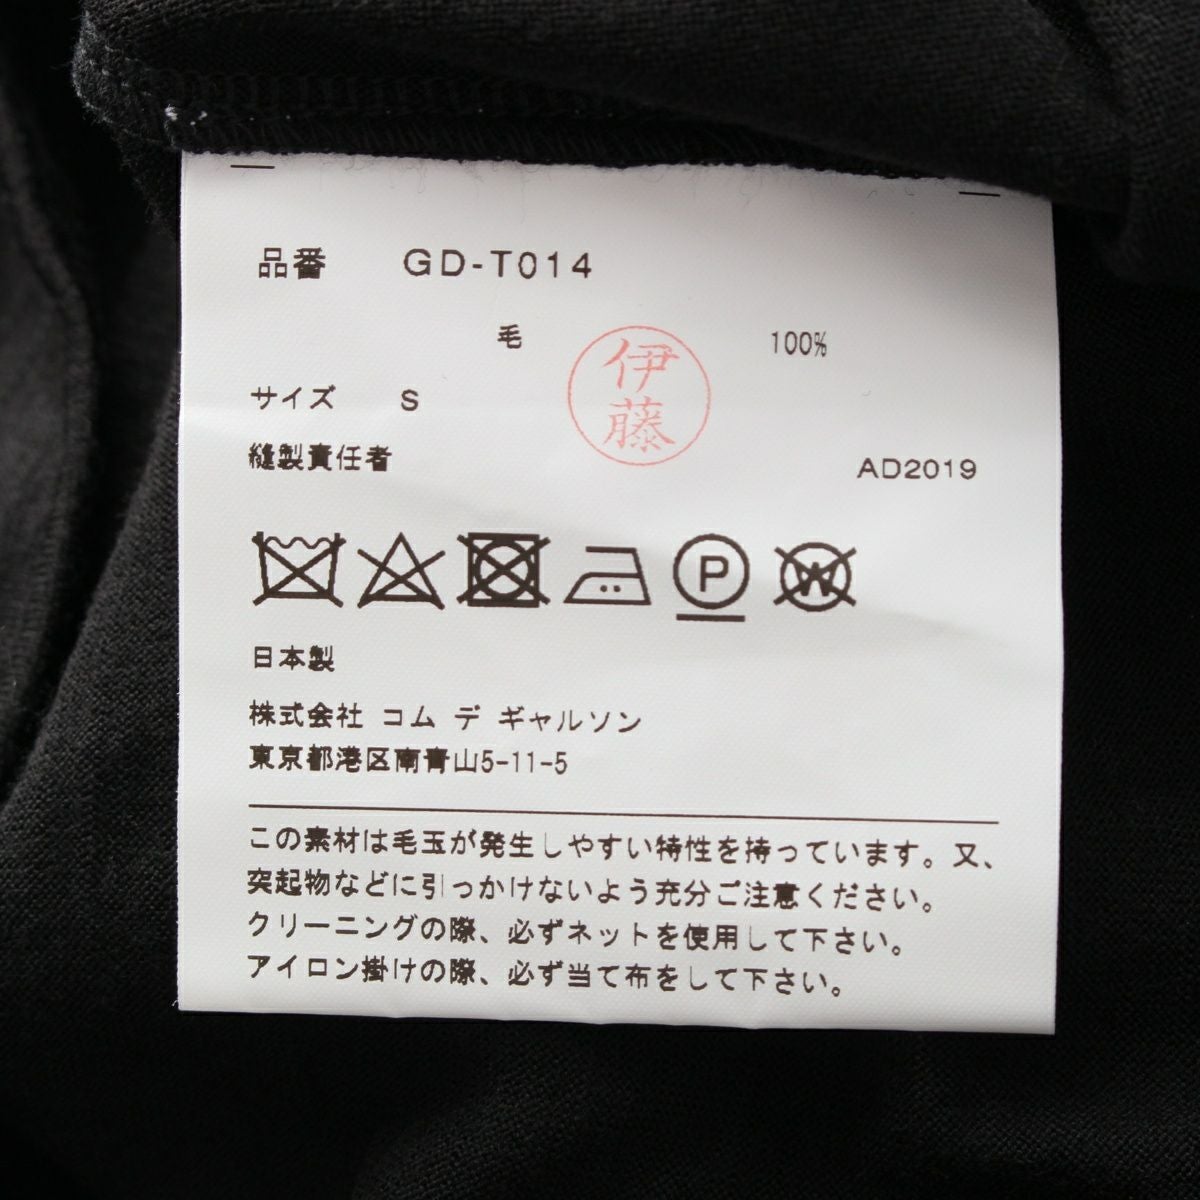 品番 GD-T014
毛 100%
伊藤
サイズ S
縫製責任者 AD2019
P W
日本製
株式会社 コム デ ギャルソン
東京都港区南青山5-11-5
この素材は毛玉が発生しやすい特性を持っています。又、
突起物などに引っかけないよう充分ご注意ください。
クリーニングの際、必ずネットを使用して下さい。
アイロン掛けの際、必ず当て布をして下さい。